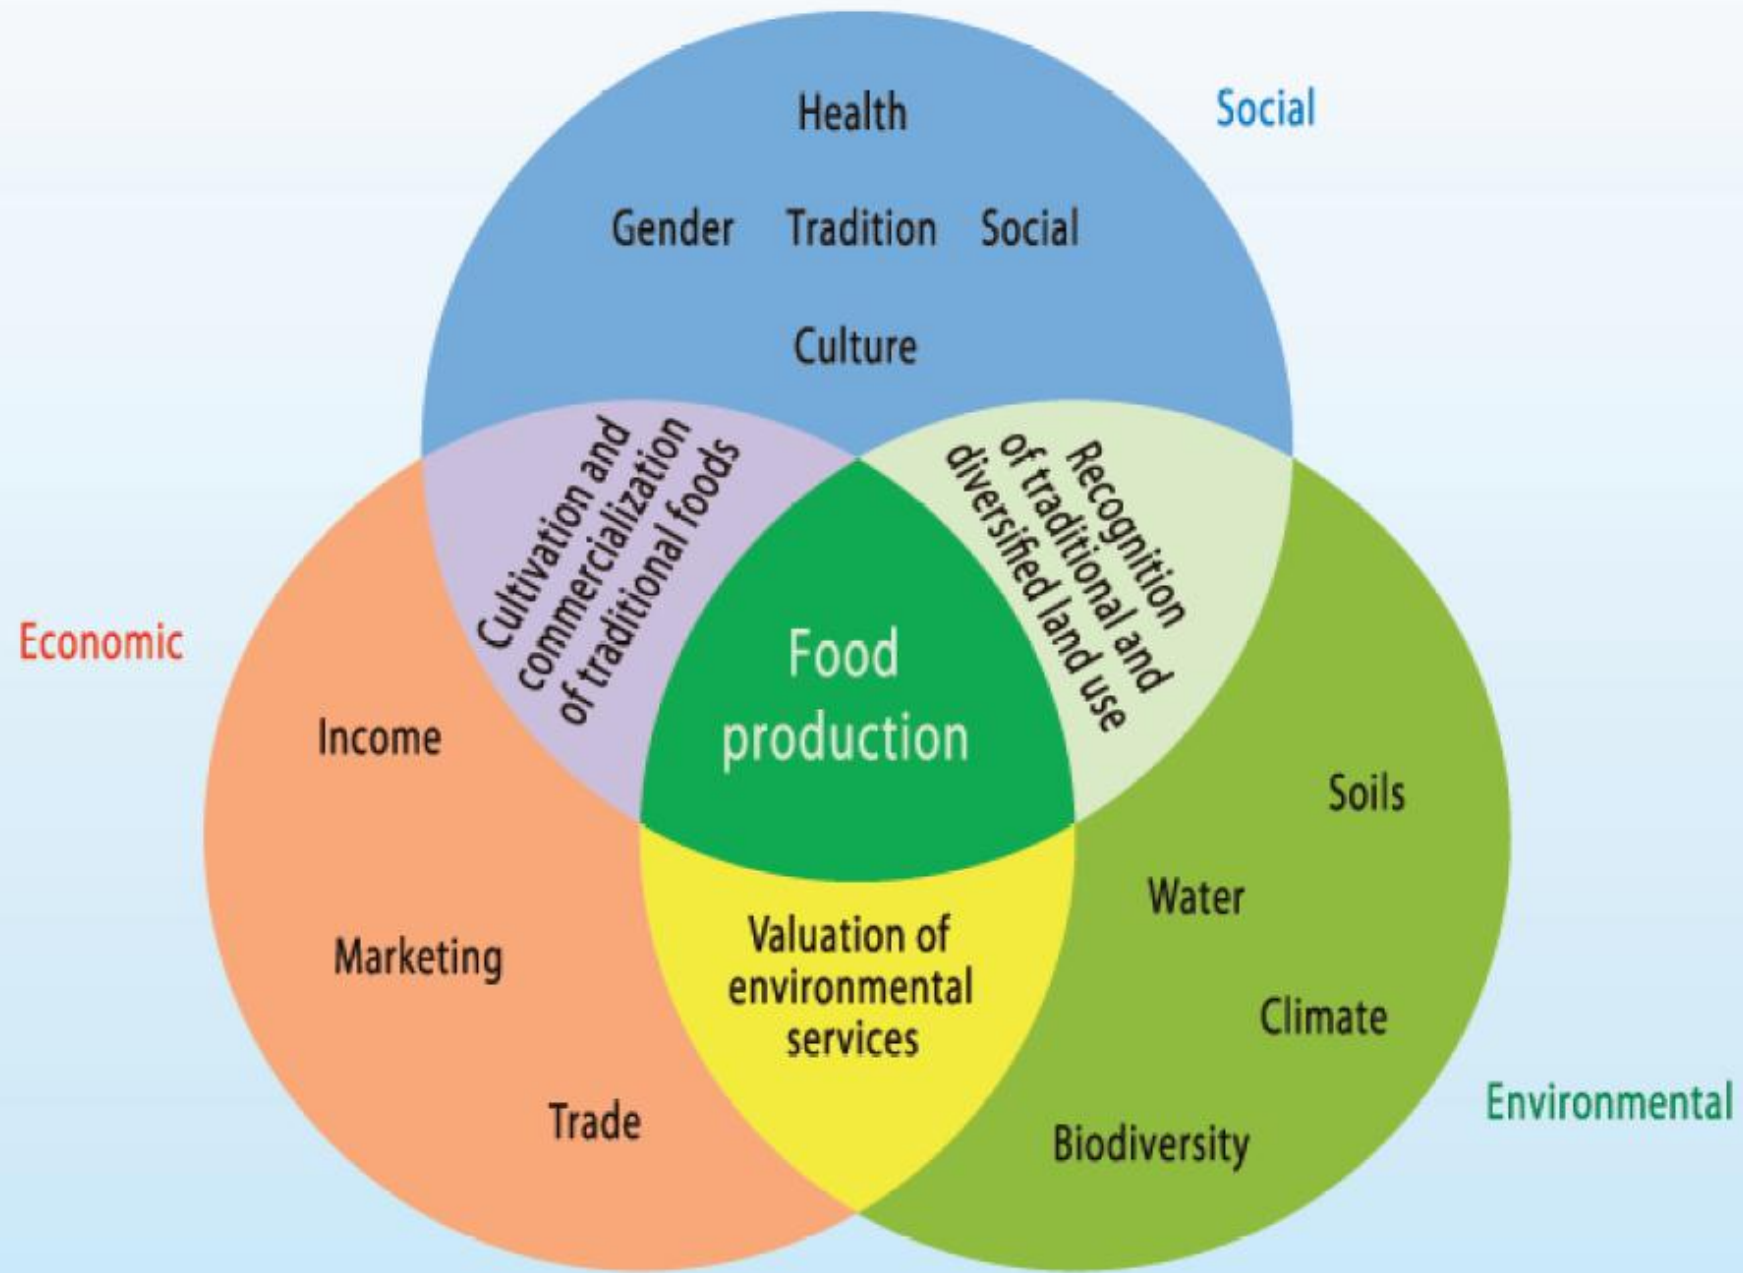 Health
Social
Gender Tradition Social
Culture
Cultivation and
commercialization
of traditional foods
Recognition
of traditional and
diversified land use
Economic
Food
production
Income
Soils
Water
Marketing
Valuation of
environmental
services
Climate
Environmental
Trade
Biodiversity